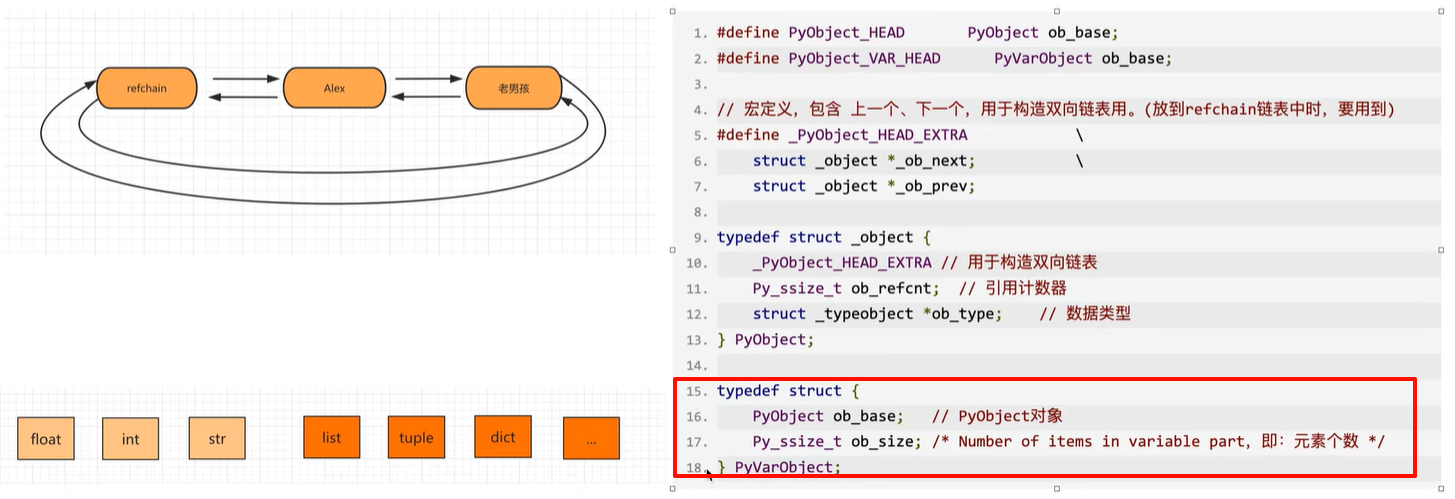 refchain
Alex
老男孩
float
int
str
list
tuple
dict
...
1. #define PyObject_HEAD       PyObject ob_base;
2. #define PyObject_VAR_HEAD      PyVarObject ob_base;
3.
4. // 宏定义，包含 上一个、下一个，用于构造双向链表用。(放到refchain链表中时，要用到)
5. #define _PyObject_HEAD_EXTRA            \
6.     struct _object *_ob_next;           \
7.     struct _object *_ob_prev;
8.
9. typedef struct _object {
10.     _PyObject_HEAD_EXTRA // 用于构造双向链表
11.     Py_ssize_t ob_refcnt;  // 引用计数器
12.     struct _typeobject *ob_type;    // 数据类型
13. } PyObject;
14.
15. typedef struct {
16.     PyObject ob_base;   // PyObject对象
17.     Py_ssize_t ob_size; /* Number of items in variable part，即：元素个数 */
18. } PyVarObject;